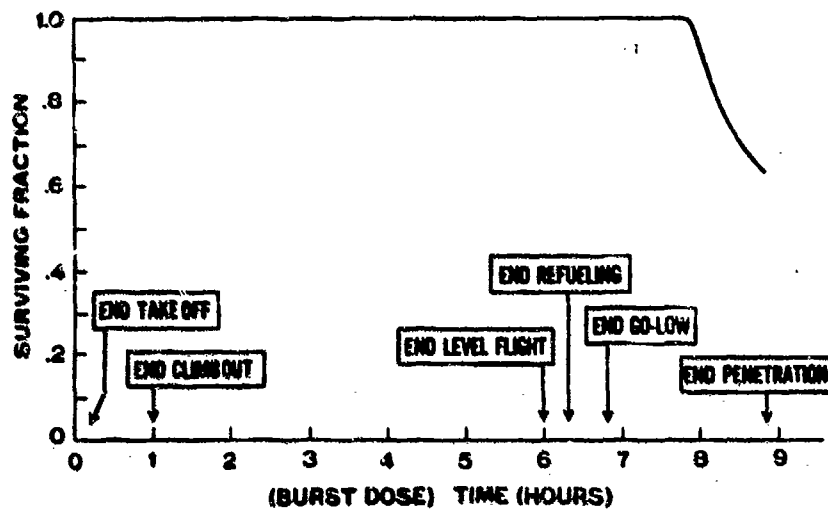 1.0
.8
.6
.4
.2
0
SURVIVING FRACTION
END TAKE OFF
END CLIMBOUT
END LEVEL FLIGHT
END REFUELING
END GO-LOW
END PENETRATION
0 1 2 3 4 5 6 7 8 9
(BURST DOSE) TIME (HOURS)